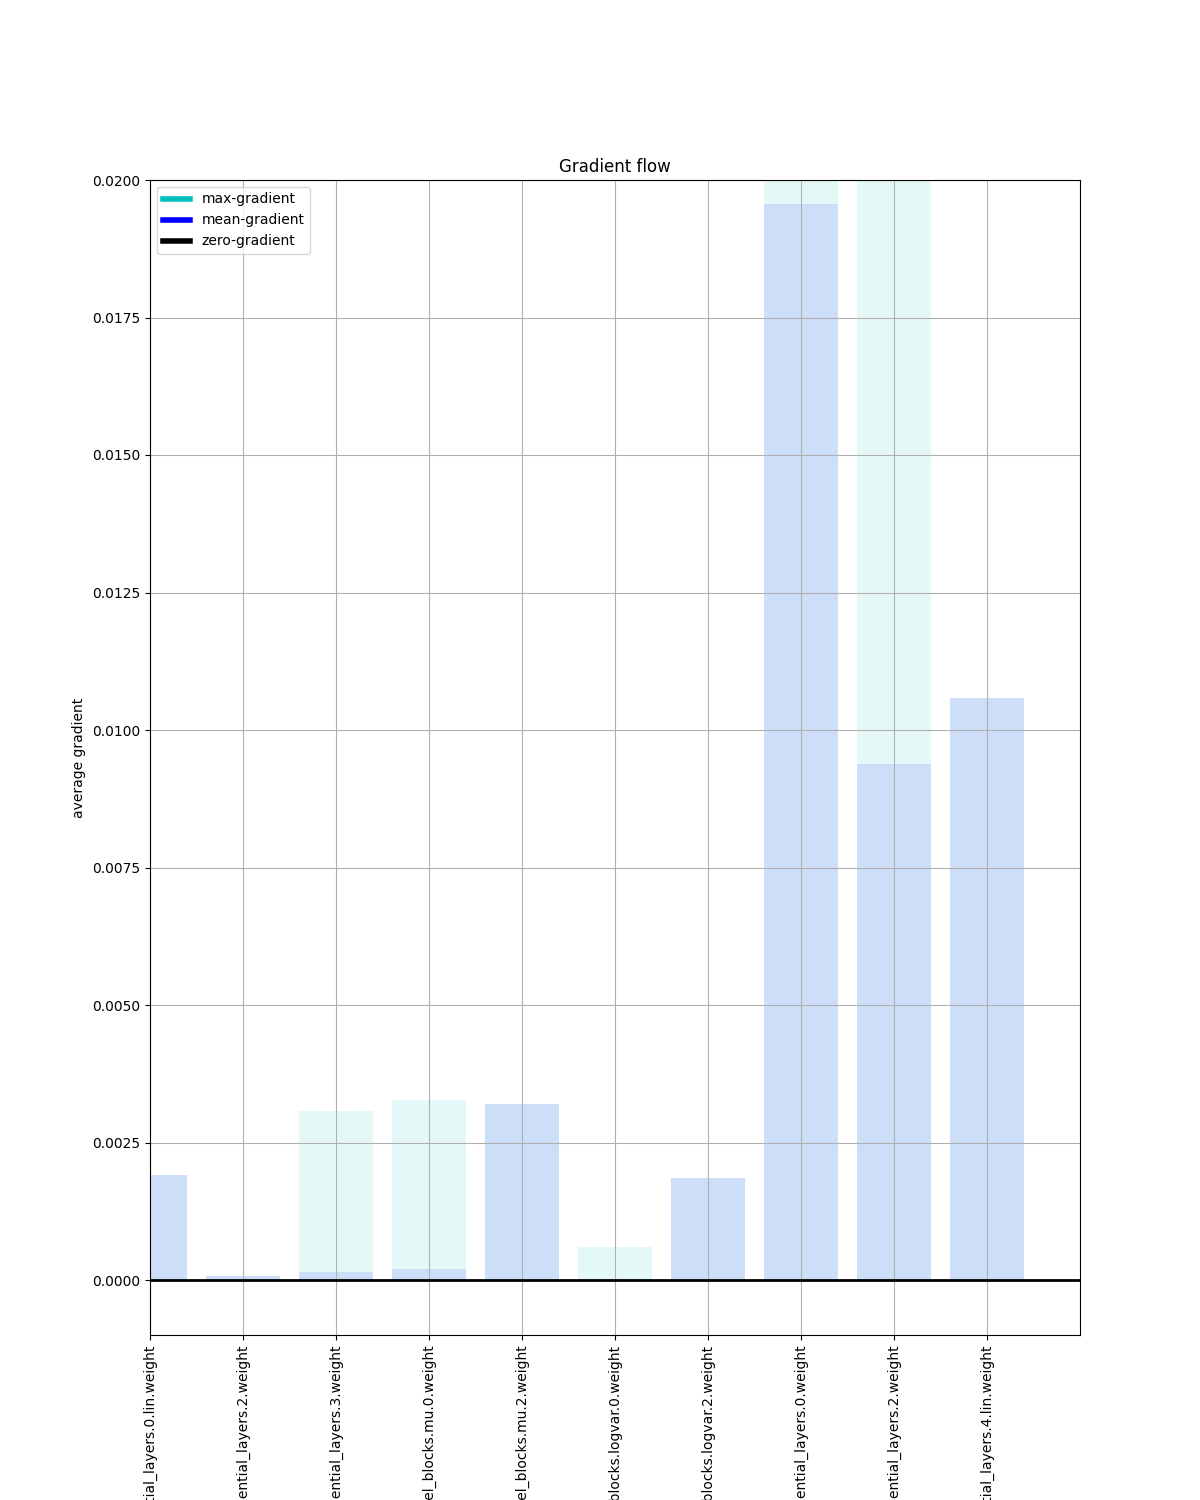 Gradient flow
max-gradient
mean-gradient
zero-gradient
average gradient
0.0200
0.0175
0.0150
0.0125
0.0100
0.0075
0.0050
0.0025
0.0000
tial_layers.0.lin.weight
ential_layers.2.weight
ential_layers.3.weight
el_blocks.mu.0.weight
el_blocks.mu.2.weight
blocks.logvar.0.weight
blocks.logvar.2.weight
ential_layers.0.weight
ential_layers.2.weight
tial_layers.4.lin.weight